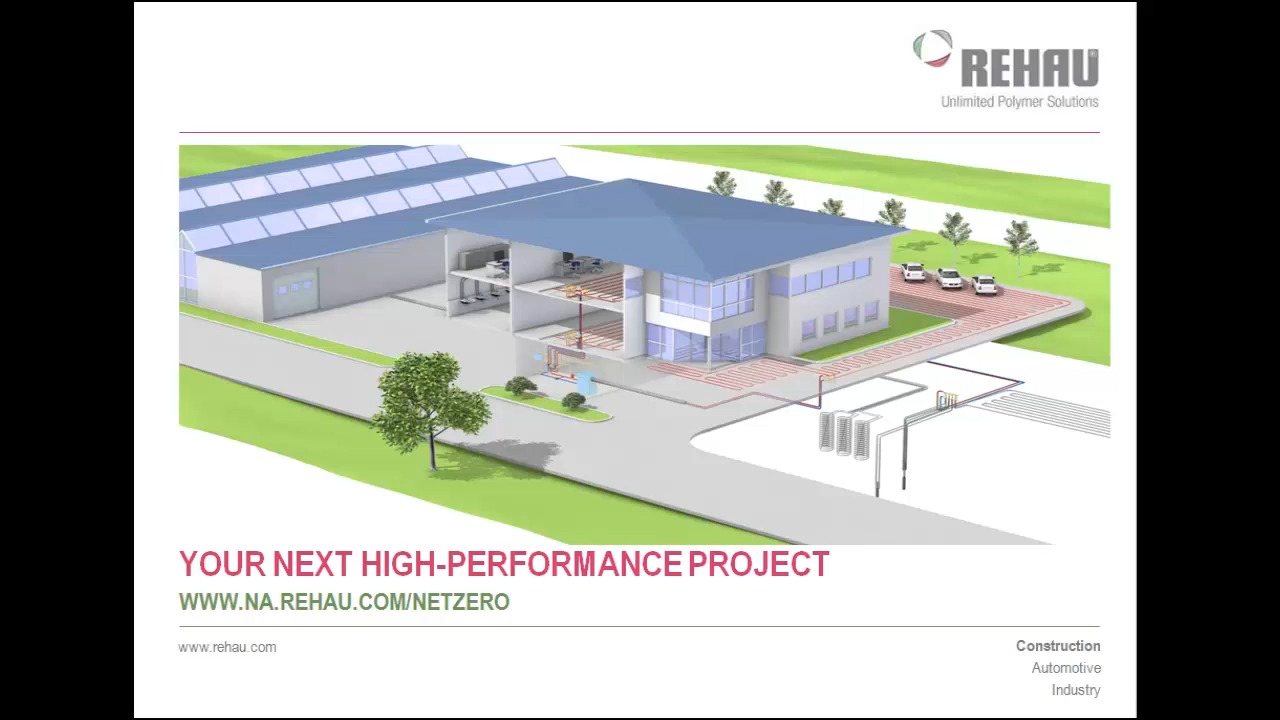 REHAU®
Unlimited Polymer Solutions
YOUR NEXT HIGH-PERFORMANCE PROJECT
WWW.NA.REHAU.COM/NETZERO
www.rehau.com
Construction
Automotive
Industry